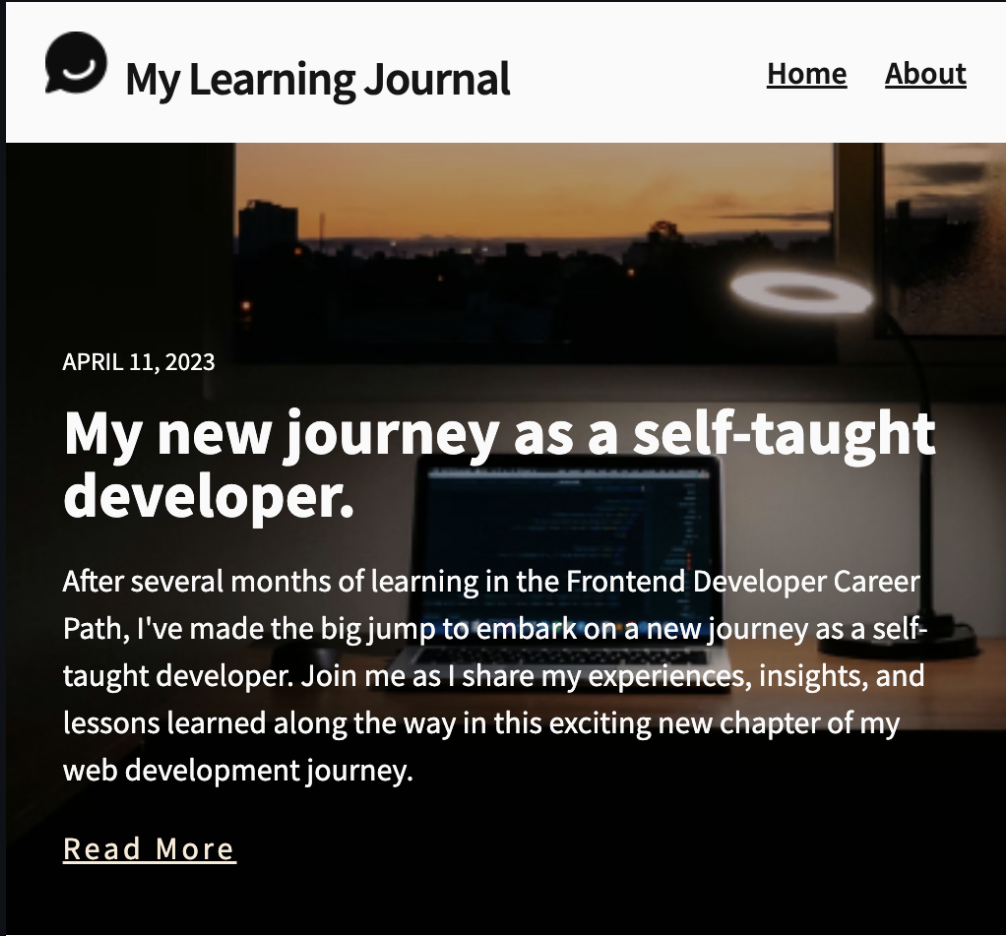 My Learning Journal
Home About
APRIL 11, 2023
My new journey as a self-taught
developer.
After several months of learning in the Frontend Developer Career
Path, I've made the big jump to embark on a new journey as a self-
taught developer. Join me as I share my experiences, insights, and
lessons learned along the way in this exciting new chapter of my
web development journey.
Read More